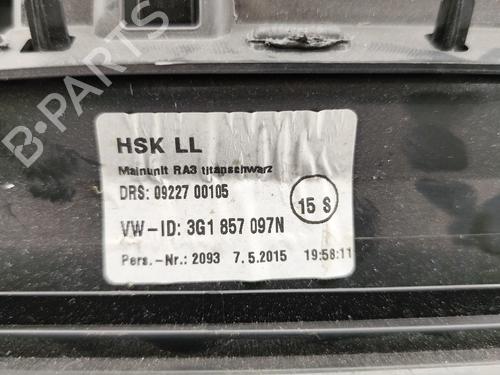 B-Parts
HSK LL
Mainunit RA3 titanschwarz
DRS: 09227 00105
15 S
VW-ID: 3G1 857 097N
Pers.-Nr.: 2093 7.5.2015 19:58:11